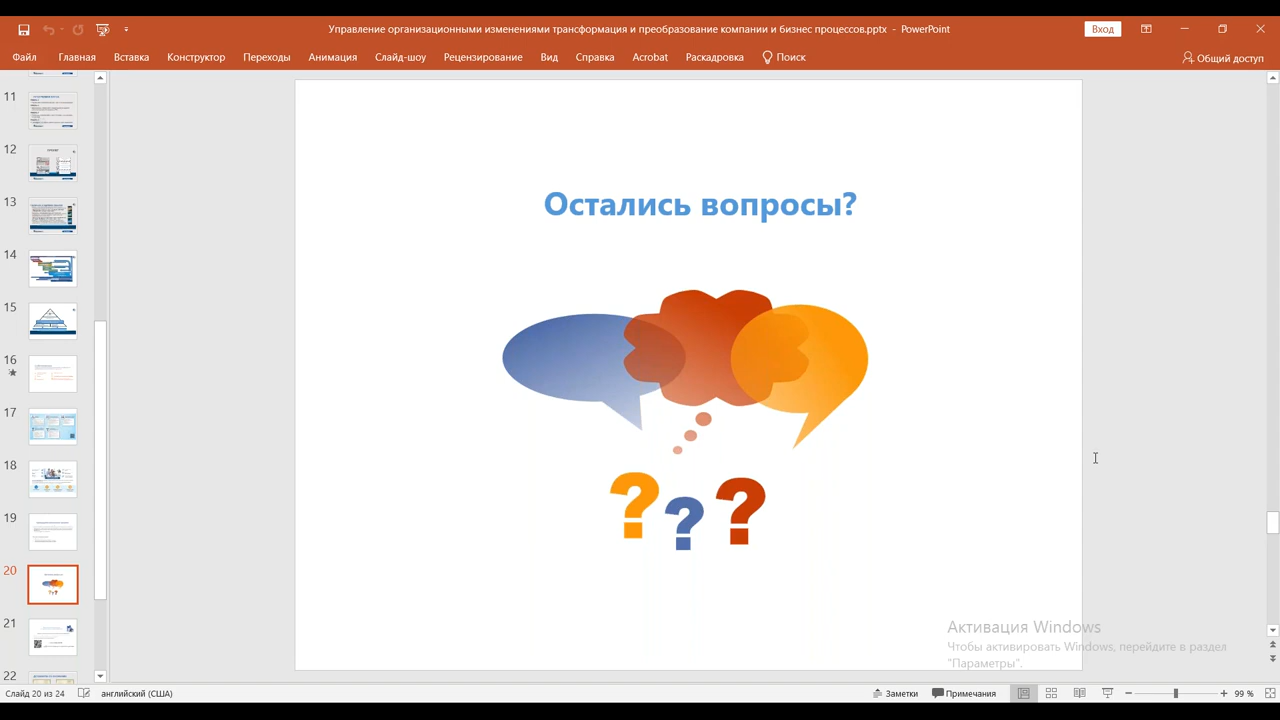 Управление организационными изменениями трансформация и преобразование компании и бизнес процессов.pptx - PowerPoint
Вход
Файл Главная Вставка Конструктор Переходы Анимация Слайд-шоу Рецензирование Вид Справка Acrobat Раскадровка Поиск Общий доступ
11
12
13
14
15
16
17
18
19
20
21
22
Остались вопросы?
? ? ?
Активация Windows
Чтобы активировать Windows, перейдите в раздел
"Параметры".
Слайд 20 из 24 английский (США) Заметки Примечания 99 %